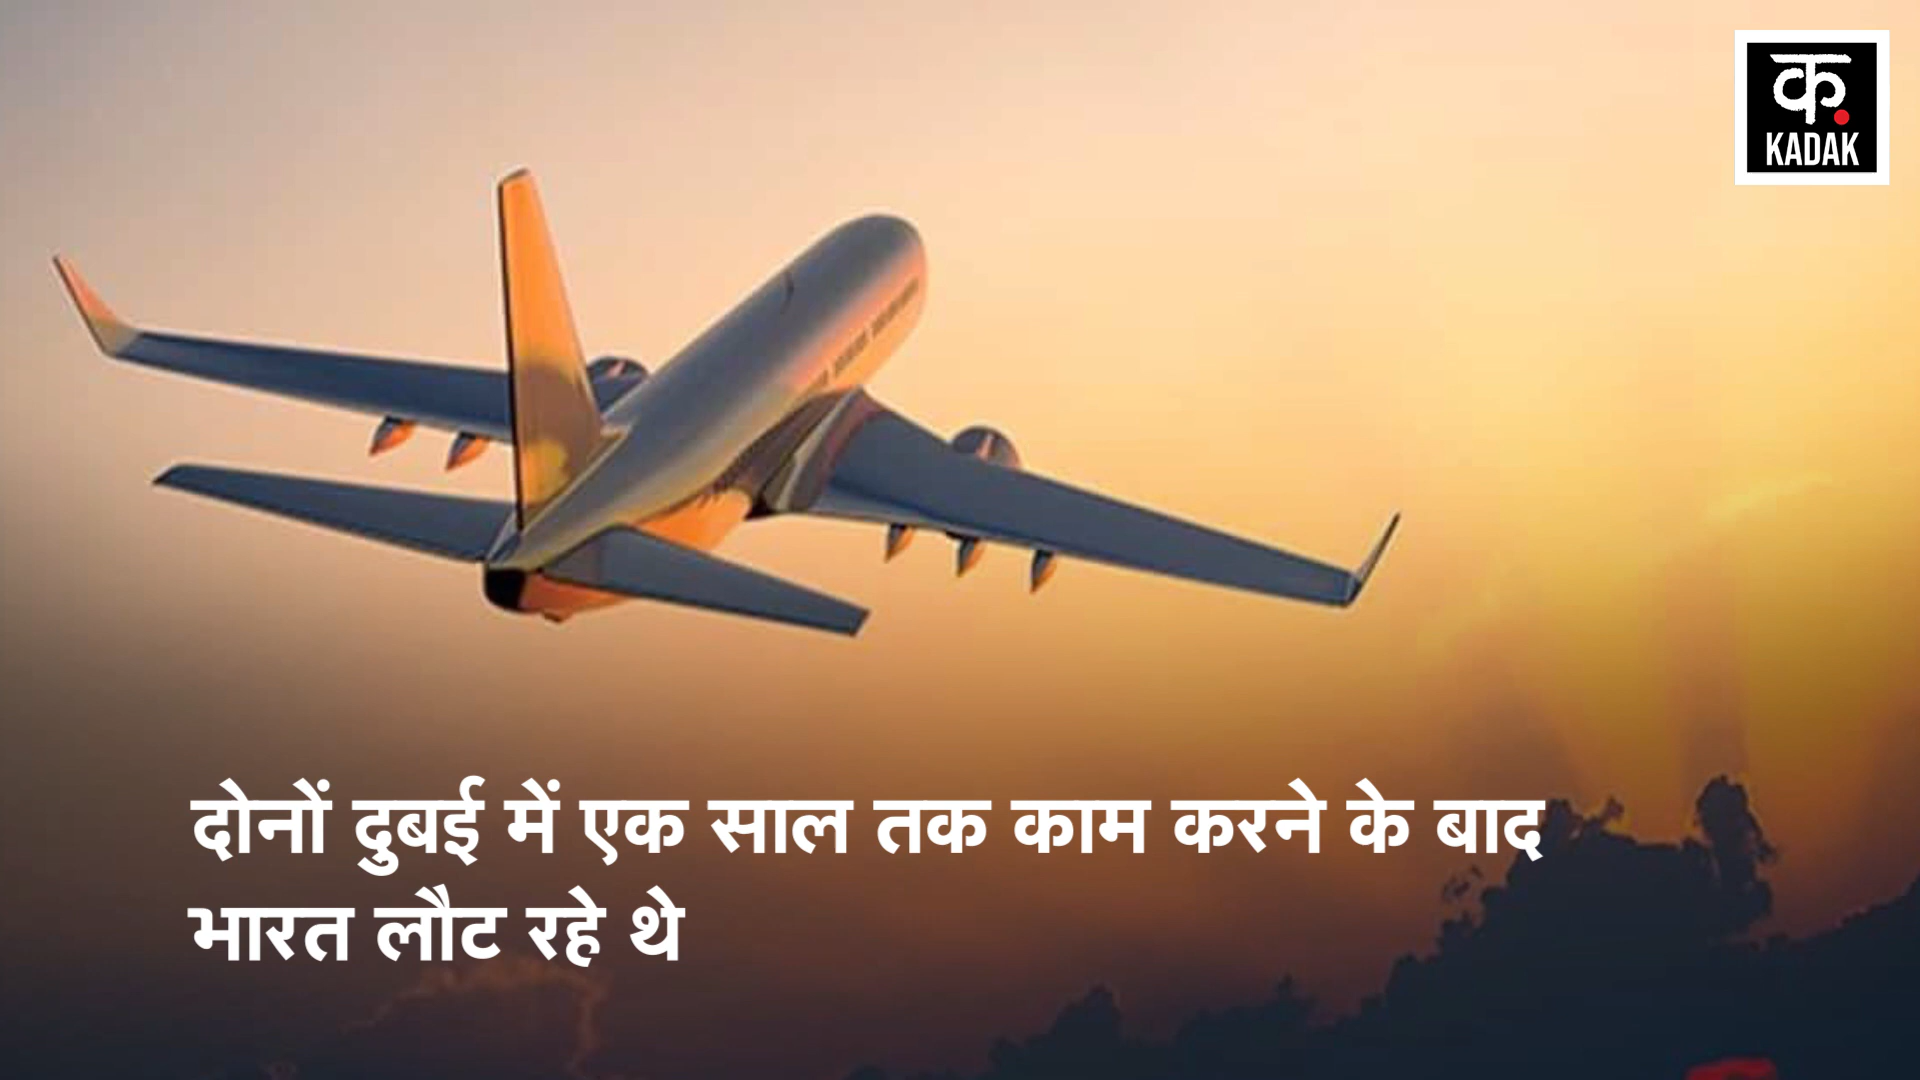 क.
KADAK
दोनों दुबई में एक साल तक काम करने के बाद
भारत लौट रहे थे